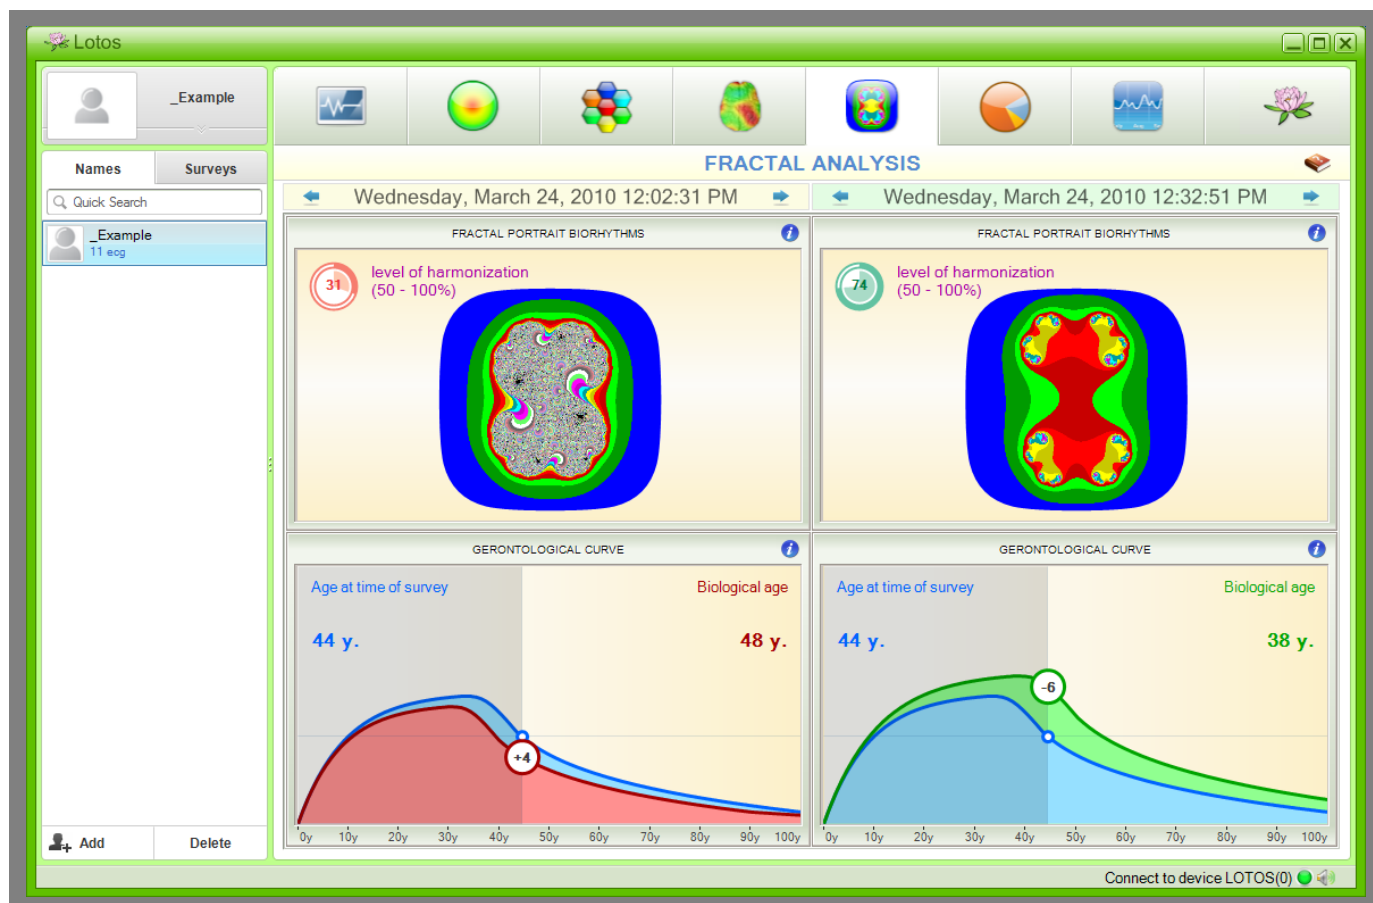 Lotos
_Example
Names
Surveys
Quick Search
_Example
11 ecg
Add
Delete
FRACTAL ANALYSIS
Wednesday, March 24, 2010 12:02:31 PM
Wednesday, March 24, 2010 12:32:51 PM
FRACTAL PORTRAIT BIORHYTHMS
31
level of harmonization
(50 - 100%)
FRACTAL PORTRAIT BIORHYTHMS
74
level of harmonization
(50 - 100%)
GERONTOLOGICAL CURVE
Age at time of survey
Biological age
44 y.
48 y.
+4
0y 10y 20y 30y 40y 50y 60y 70y 80y 90y 100y
GERONTOLOGICAL CURVE
Age at time of survey
Biological age
44 y.
38 y.
-6
0y 10y 20y 30y 40y 50y 60y 70y 80y 90y 100y
Connect to device LOTOS(0)